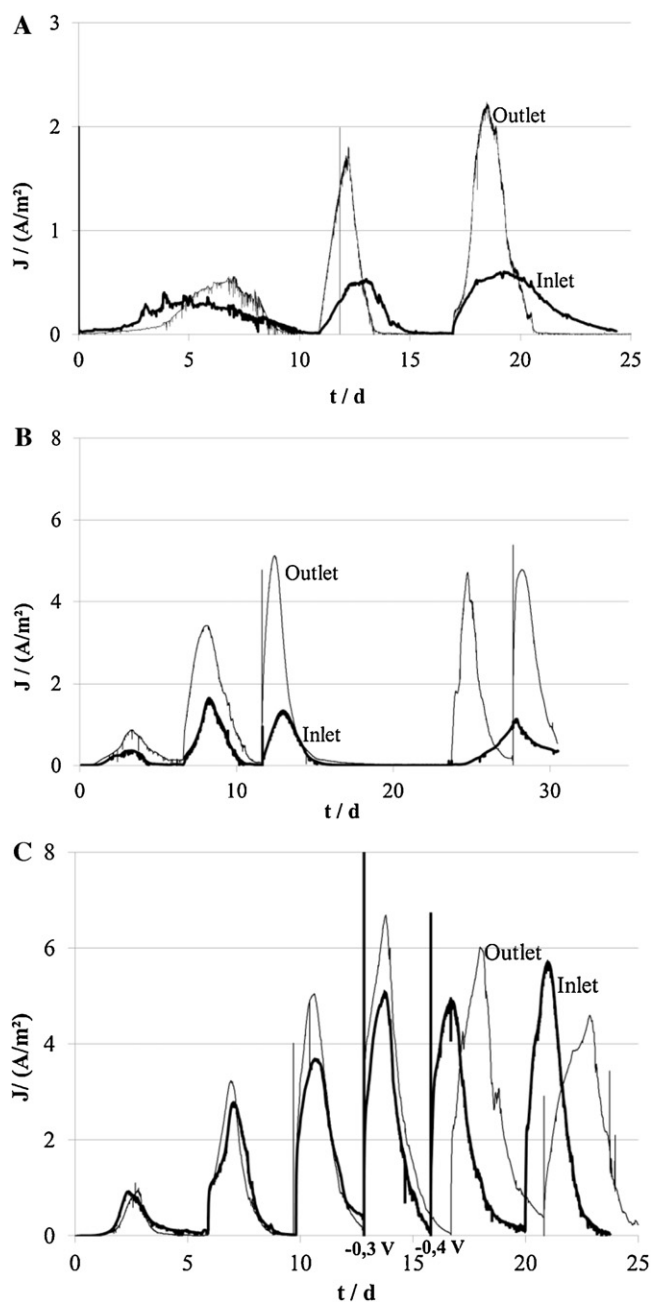 A
3
2
1
0
J / (A/m²)
Outlet
Inlet
0 5 10 15 20 25
t / d
B
8
6
4
2
0
J / (A/m²)
Outlet
Inlet
0 10 20 30
t / d
C
8
6
4
2
0
J/ (A/m²)
Outlet
Inlet
-0,3 V -0,4 V
0 5 10 15 20 25
t / d